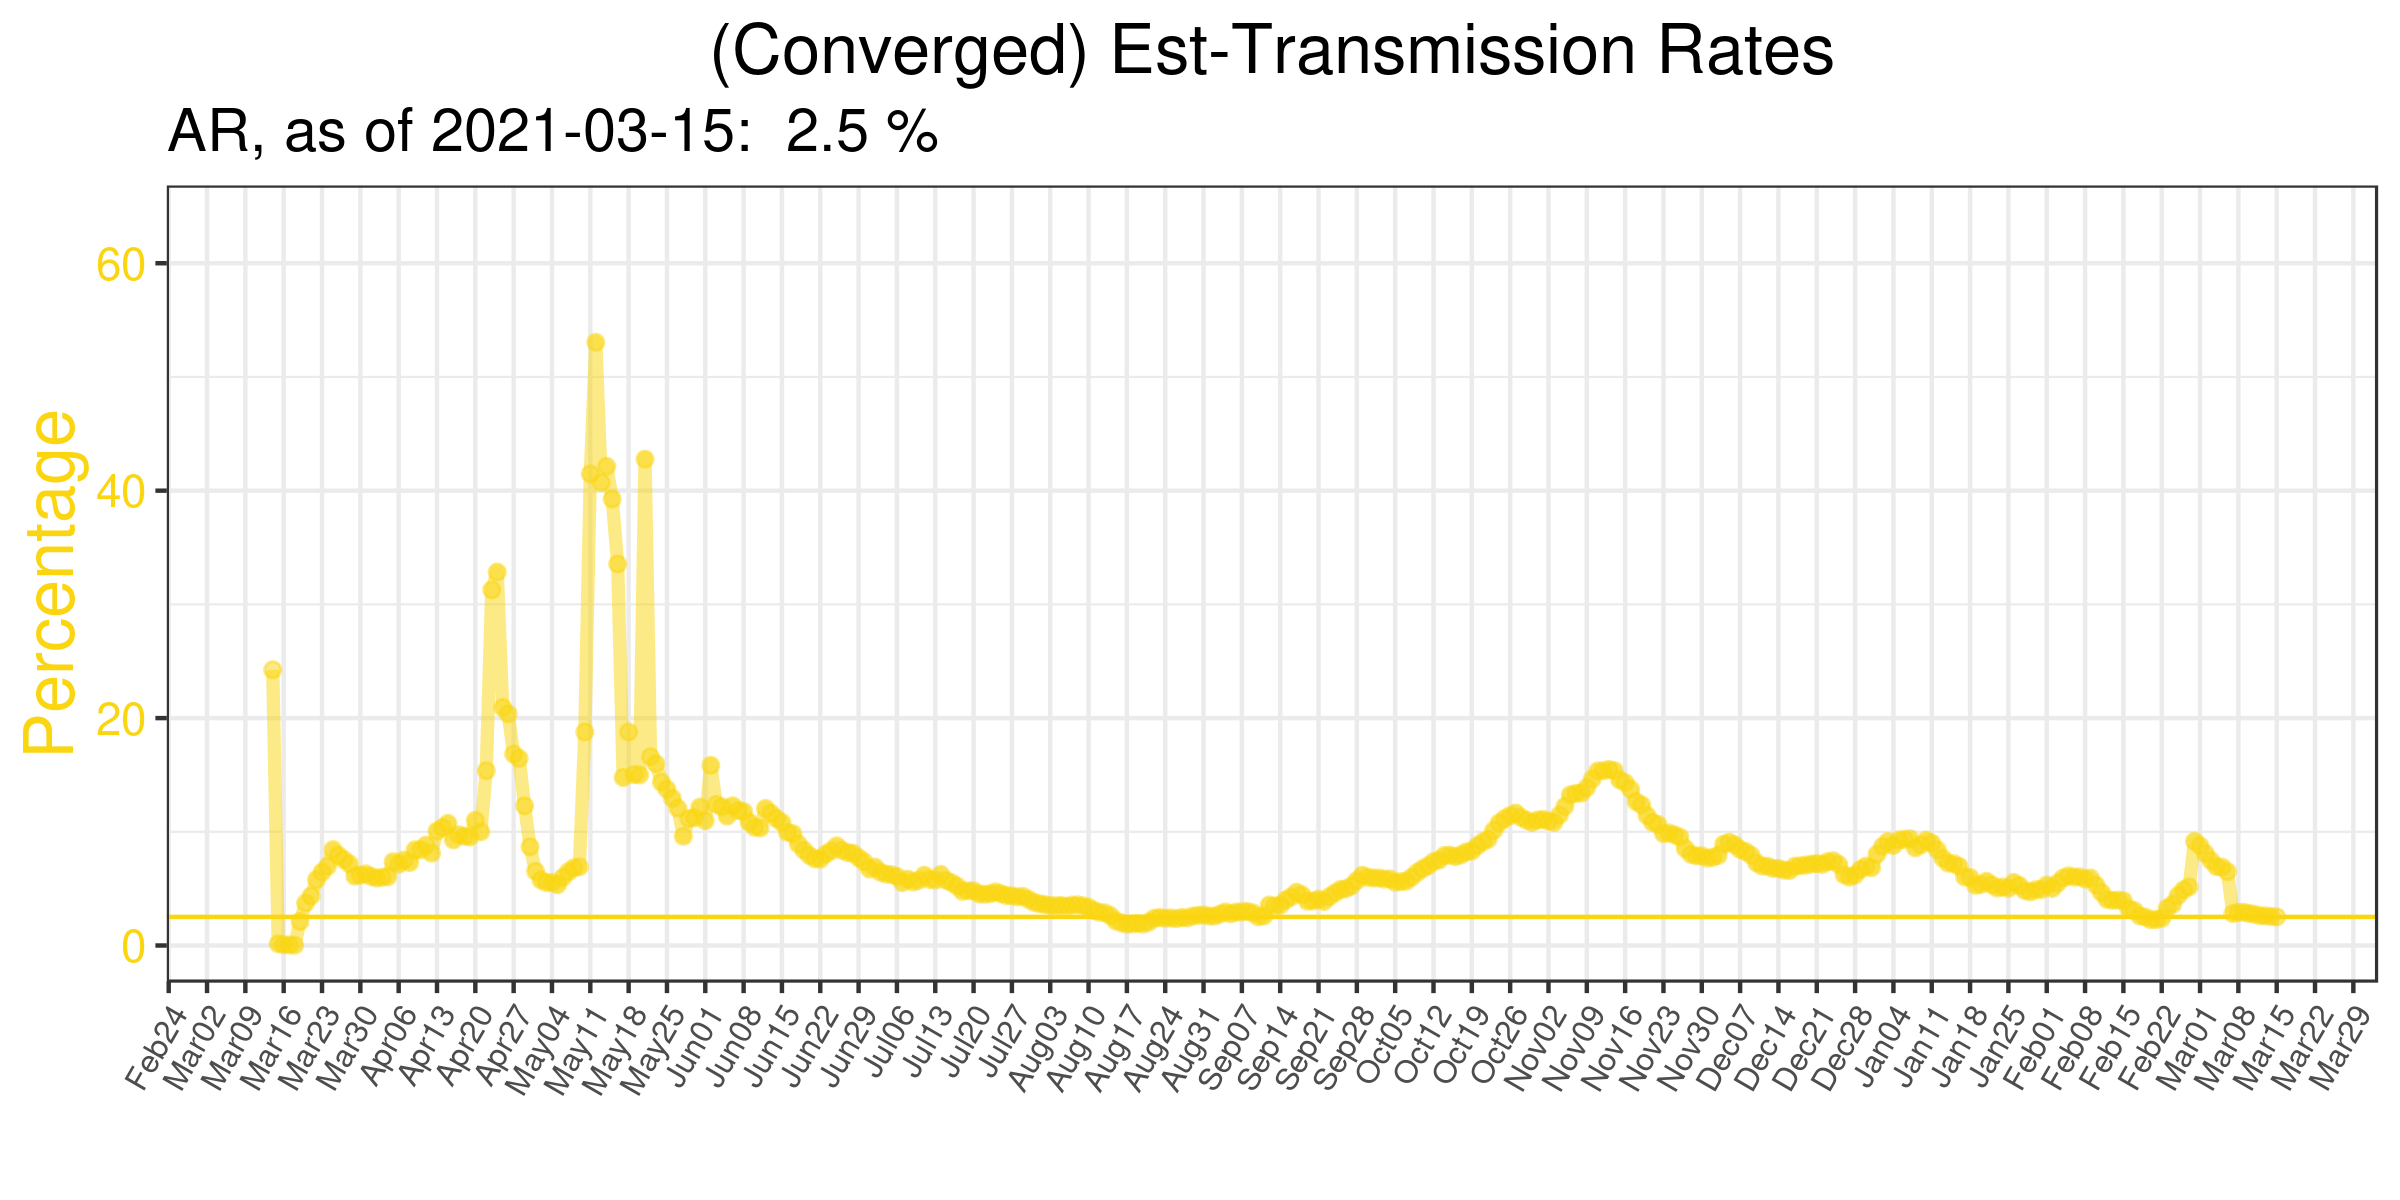 (Converged) Est-Transmission Rates
AR, as of 2021-03-15:  2.5 %
Percentage
60
40
20
0
Feb24
Mar02
Mar09
Mar16
Mar23
Mar30
Apr06
Apr13
Apr20
Apr27
May04
May11
May18
May25
Jun01
Jun08
Jun15
Jun22
Jun29
Jul06
Jul13
Jul20
Jul27
Aug03
Aug10
Aug17
Aug24
Aug31
Sep07
Sep14
Sep21
Sep28
Oct05
Oct12
Oct19
Oct26
Nov02
Nov09
Nov16
Nov23
Nov30
Dec07
Dec14
Dec21
Dec28
Jan04
Jan11
Jan18
Jan25
Feb01
Feb08
Feb15
Feb22
Mar01
Mar08
Mar15
Mar22
Mar29